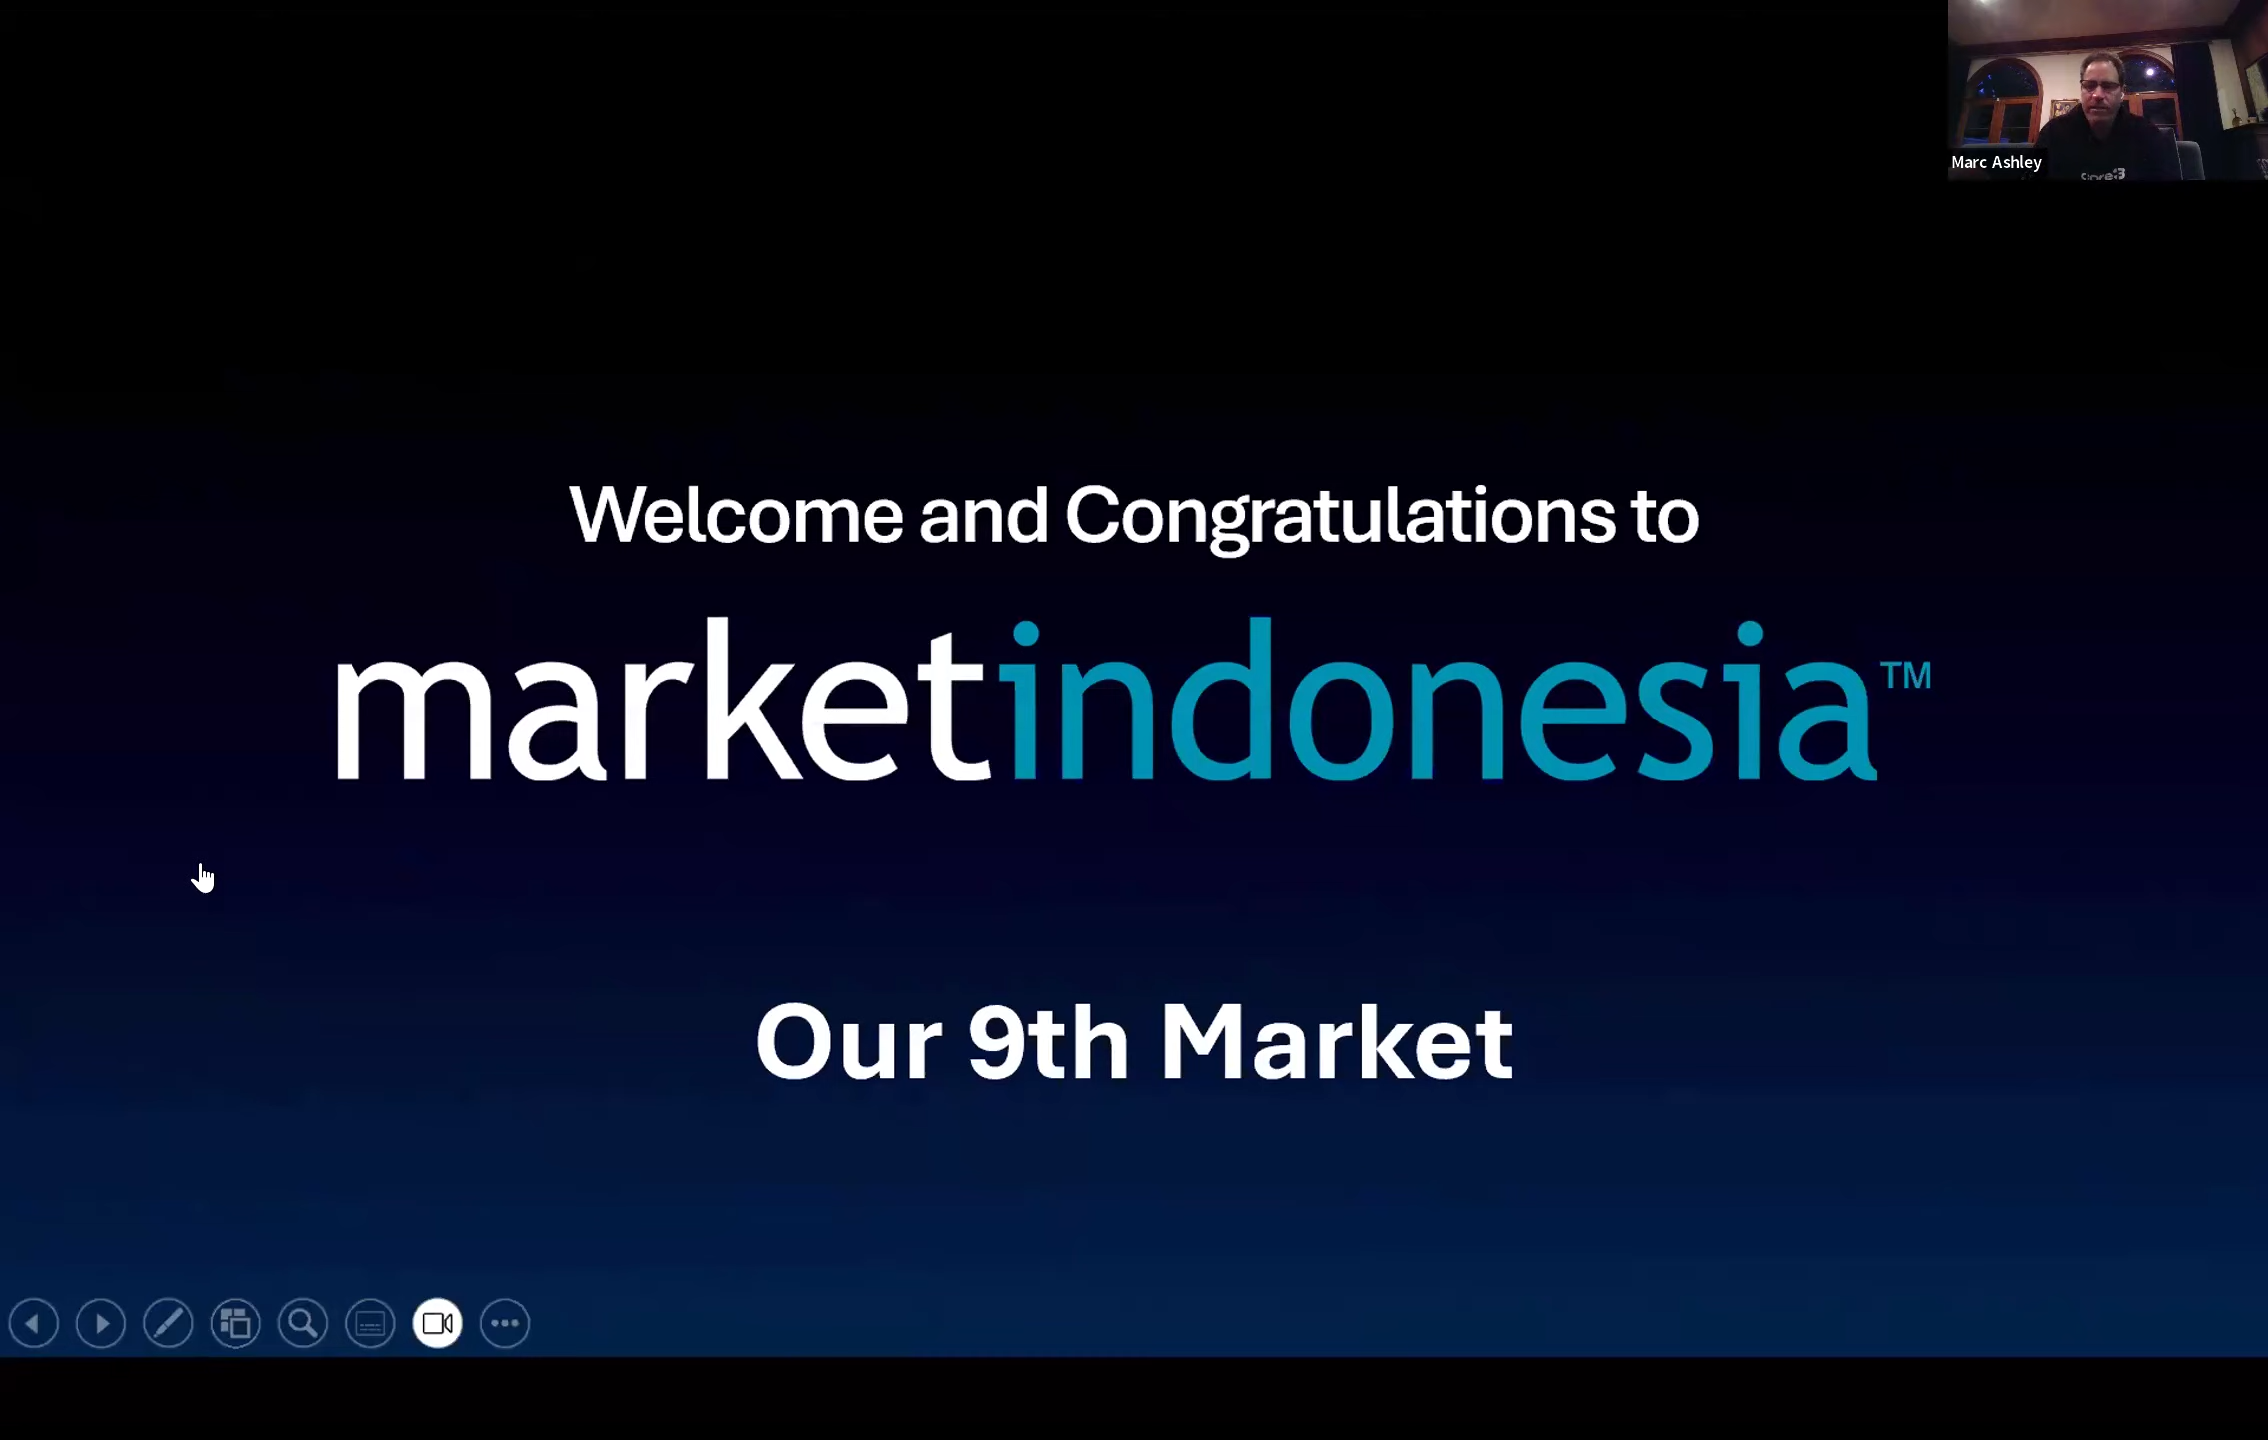 Marc Ashley
Welcome and Congratulations to
marketindonesia™
Our 9th Market